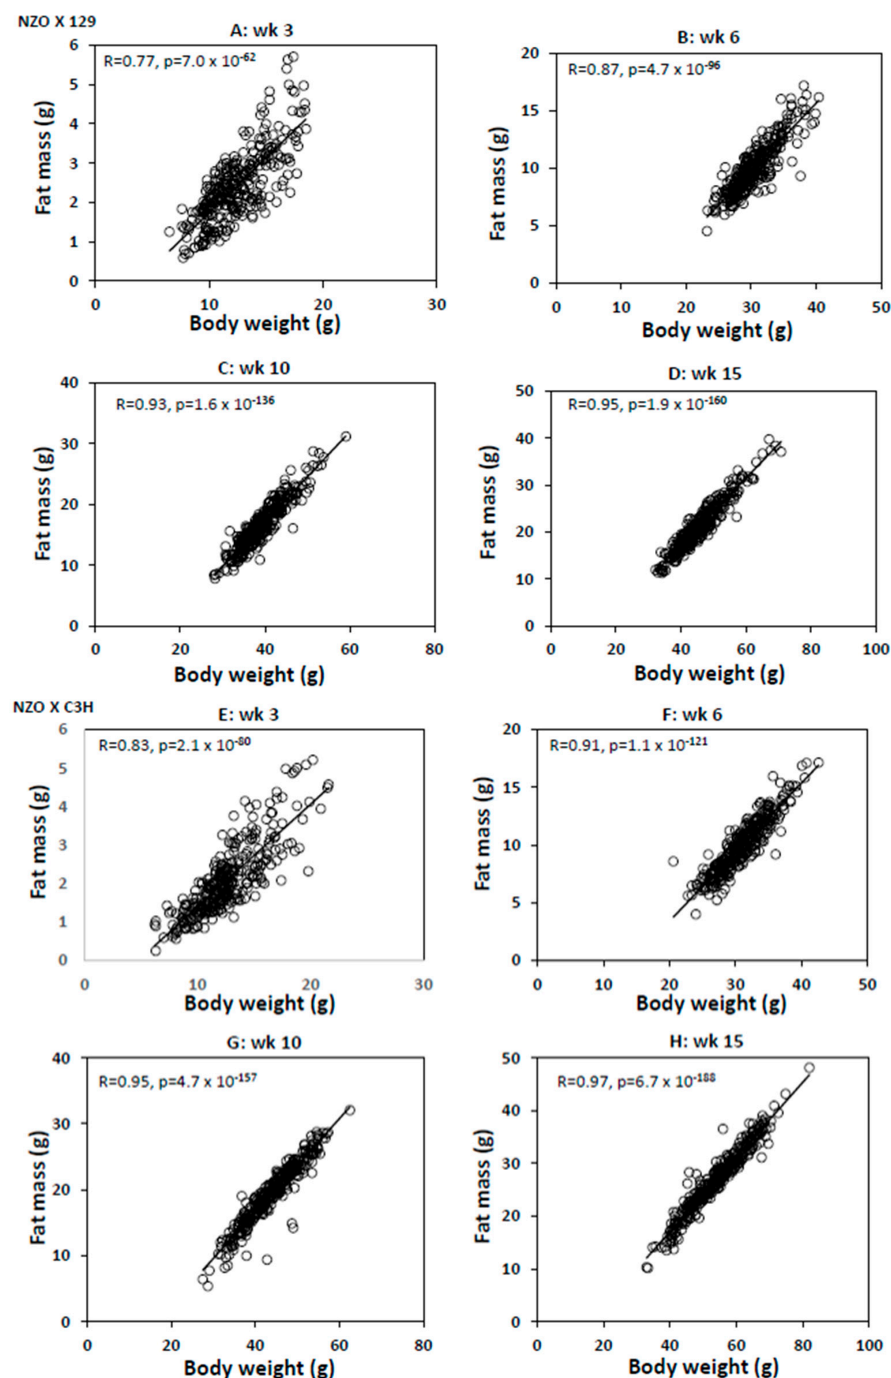 NZO X 129
A: wk 3
R=0.77, p=7.0 x 10-62
Fat mass (g)
6
5
4
3
2
1
0
0 10 20 30
Body weight (g)
B: wk 6
R=0.87, p=4.7 x 10-96
Fat mass (g)
20
15
10
5
0
0 10 20 30 40 50
Body weight (g)
C: wk 10
R=0.93, p=1.6 x 10-136
Fat mass (g)
40
30
20
10
0
0 20 40 60 80
Body weight (g)
D: wk 15
R=0.95, p=1.9 x 10-160
Fat mass (g)
50
40
30
20
10
0
0 20 40 60 80 100
Body weight (g)
NZO X C3H
E: wk 3
R=0.83, p=2.1 x 10-80
Fat mass (g)
6
5
4
3
2
1
0
0 10 20 30
Body weight (g)
F: wk 6
R=0.91, p=1.1 x 10-121
Fat mass (g)
20
15
10
5
0
0 10 20 30 40 50
Body weight (g)
G: wk 10
R=0.95, p=4.7 x 10-157
Fat mass (g)
40
30
20
10
0
0 20 40 60 80
Body weight (g)
H: wk 15
R=0.97, p=6.7 x 10-188
Fat mass (g)
50
40
30
20
10
0
0 20 40 60 80 100
Body weight (g)